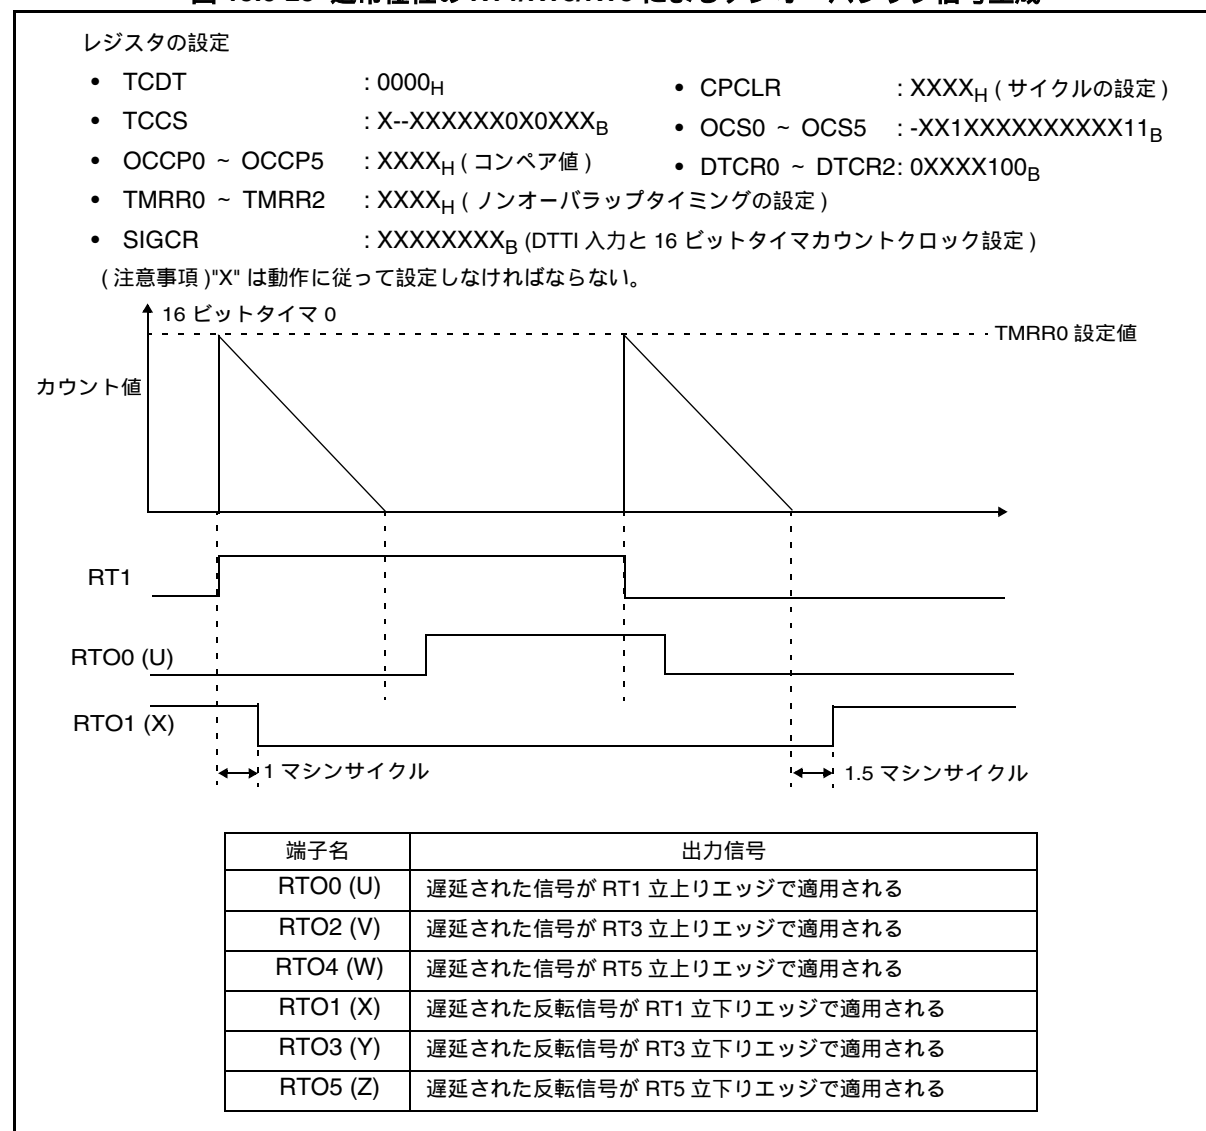 レジスタの設定
• TCDT : 0000H
• CPCLR : XXXXH ( サイクルの設定 )
• TCCS : X--XXXXXX0X0XXXB
• OCS0 ~ OCS5 : -XX1XXXXXXXXXX11B
• OCCP0 ~ OCCP5 : XXXXH ( コンペア値 )
• DTCR0 ~ DTCR2: 0XXXX100B
• TMRR0 ~ TMRR2 : XXXXH ( ノンオーバラップタイミングの設定 )
• SIGCR : XXXXXXXXB (DTTI 入力と 16 ビットタイマカウントクロック設定 )
( 注意事項 )"X" は動作に従って設定しなければならない。
16 ビットタイマ 0
TMRR0 設定値
カウント値
RT1
RTO0 (U)
RTO1 (X)
1 マシンサイクル
1.5 マシンサイクル
端子名 出力信号
RTO0 (U) 遅延された信号が RT1 立上りエッジで適用される
RTO2 (V) 遅延された信号が RT3 立上りエッジで適用される
RTO4 (W) 遅延された信号が RT5 立上りエッジで適用される
RTO1 (X) 遅延された反転信号が RT1 立下りエッジで適用される
RTO3 (Y) 遅延された反転信号が RT3 立下りエッジで適用される
RTO5 (Z) 遅延された反転信号が RT5 立下りエッジで適用される